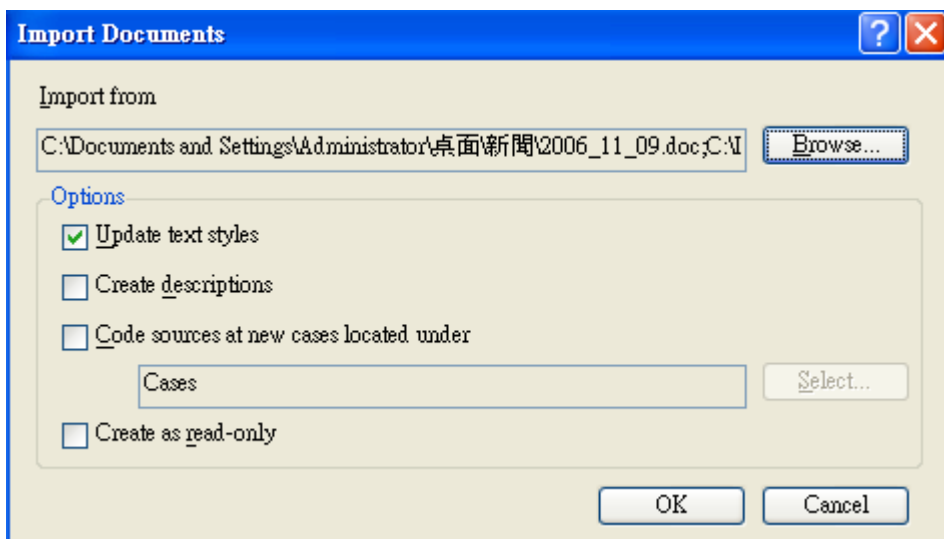 Import Documents
Import from
C:\Documents and Settings\Administrator\桌面\新聞\2006_11_09.doc;C:\D
Browse...
Options
Update text styles
Create descriptions
Code sources at new cases located under
Cases
Select...
Create as read-only
OK
Cancel